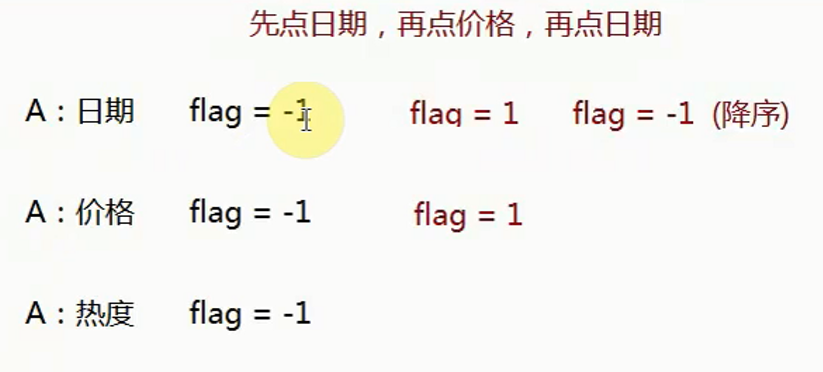 先点日期，再点价格，再点日期
A：日期 flag = -1 flag = 1 flag = -1 (降序)
A：价格 flag = -1 flag = 1
A：热度 flag = -1